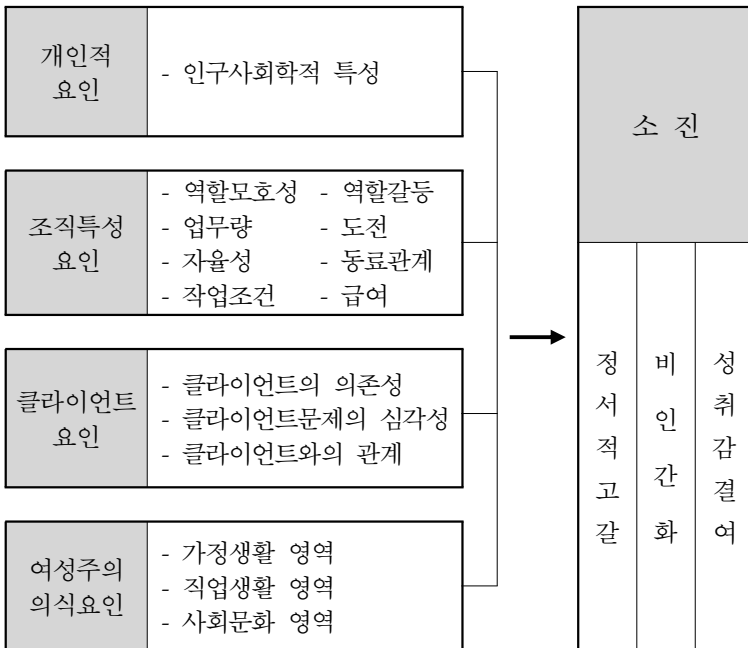 개인적
요인
- 인구사회학적 특성
조직특성
요인
- 역할모호성 - 역할갈등
- 업무량 - 도전
- 자율성 - 동료관계
- 작업조건 - 급여
클라이언트
요인
- 클라이언트의 의존성
- 클라이언트문제의 심각성
- 클라이언트와의 관계
여성주의
의식요인
- 가정생활 영역
- 직업생활 영역
- 사회문화 영역
소 진
정서적고갈
비인간화
성취감결여